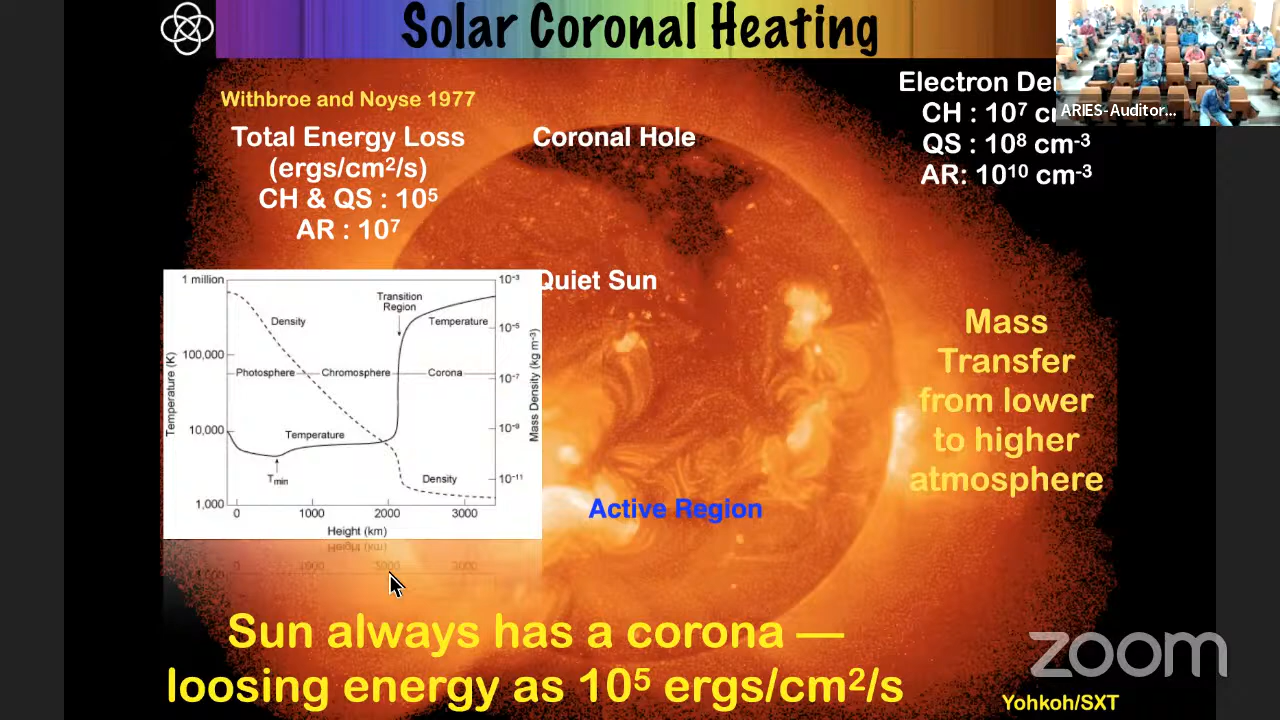 Solar Coronal Heating
Withbroe and Noyse 1977
Total Energy Loss
(ergs/cm²/s)
CH & QS : 10⁵
AR : 10⁷
Coronal Hole
Electron De
CH : 10⁷
QS : 10⁸ cm⁻³
AR: 10¹⁰ cm⁻³
ARIES-Auditor...
Quiet Sun
Active Region
Mass
Transfer
from lower
to higher
atmosphere
1 million
100,000
10,000
1,000
Temperature (K)
10⁻³
10⁻⁵
10⁻⁷
10⁻⁹
10⁻¹¹
Mass Density (kg m⁻³)
Transition
Region
Density
Temperature
Photosphere
Chromosphere
Corona
Temperature
Tmin
Density
0 1000 2000 3000
Height (km)
Sun always has a corona —
loosing energy as 10⁵ ergs/cm²/s
zoom
Yohkoh/SXT